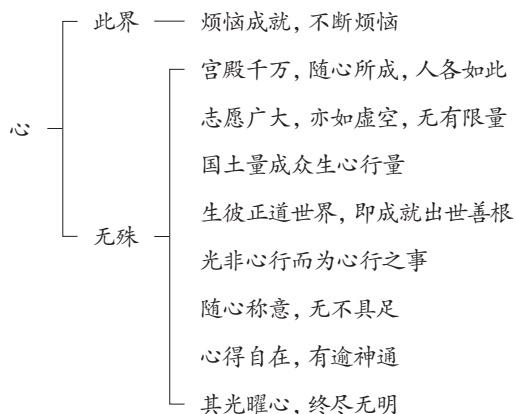 此界 烦恼成就，不断烦恼
宫殿千万，随心所成，人各如此
志愿广大，亦如虚空，无有限量
心
国土量成众生心行量
生彼正道世界，即成就出世善根
无殊
光非心行而为心行之事
随心称意，无不具足
心得自在，有逾神通
其光曜心，终尽无明